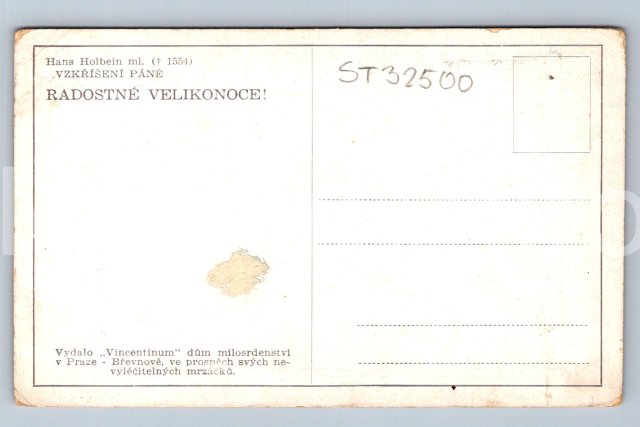 Hans Holbein ml. († 1554)
VZKŘÍŠENÍ PÁNĚ
RADOSTNÉ VELIKONOCE!
ST32500
Vydalo „Vincentinum“ dům milosrdenství
v Praze - Břevnově, ve prospěch svých ne-
vyléčitelných mrzáčků.